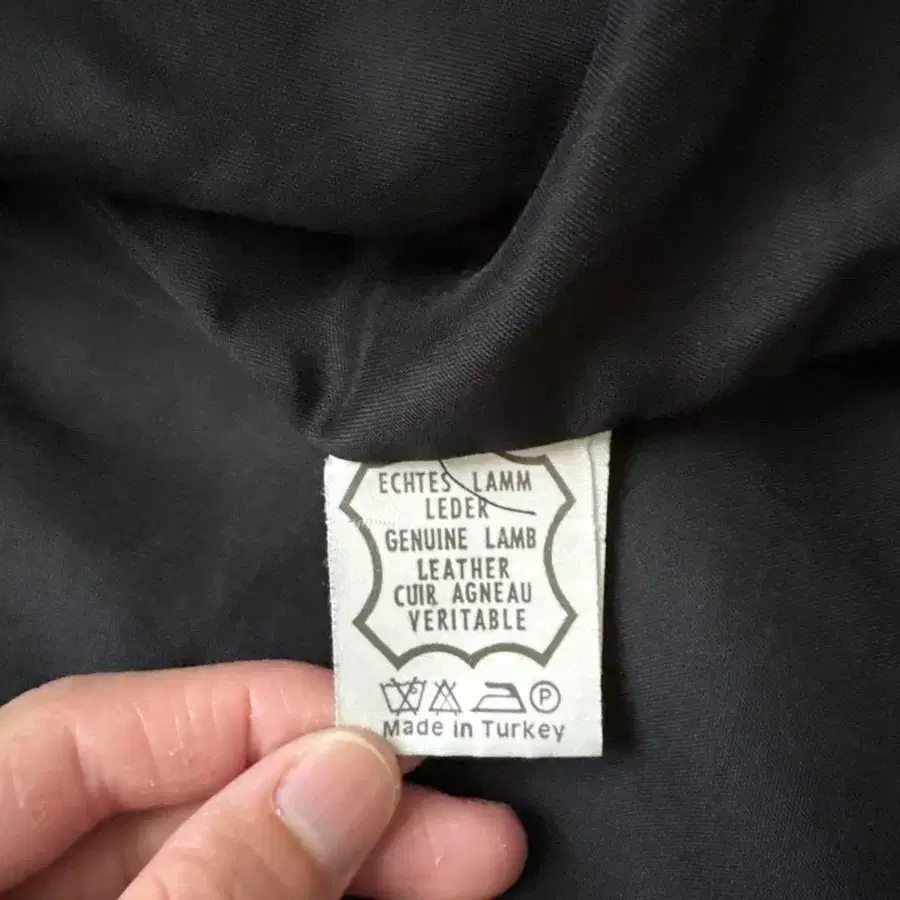 ECHTES LAMM
LEDER
GENUINE LAMB
LEATHER
CUIR AGNEAU
VERITABLE
P
Made in Turkey